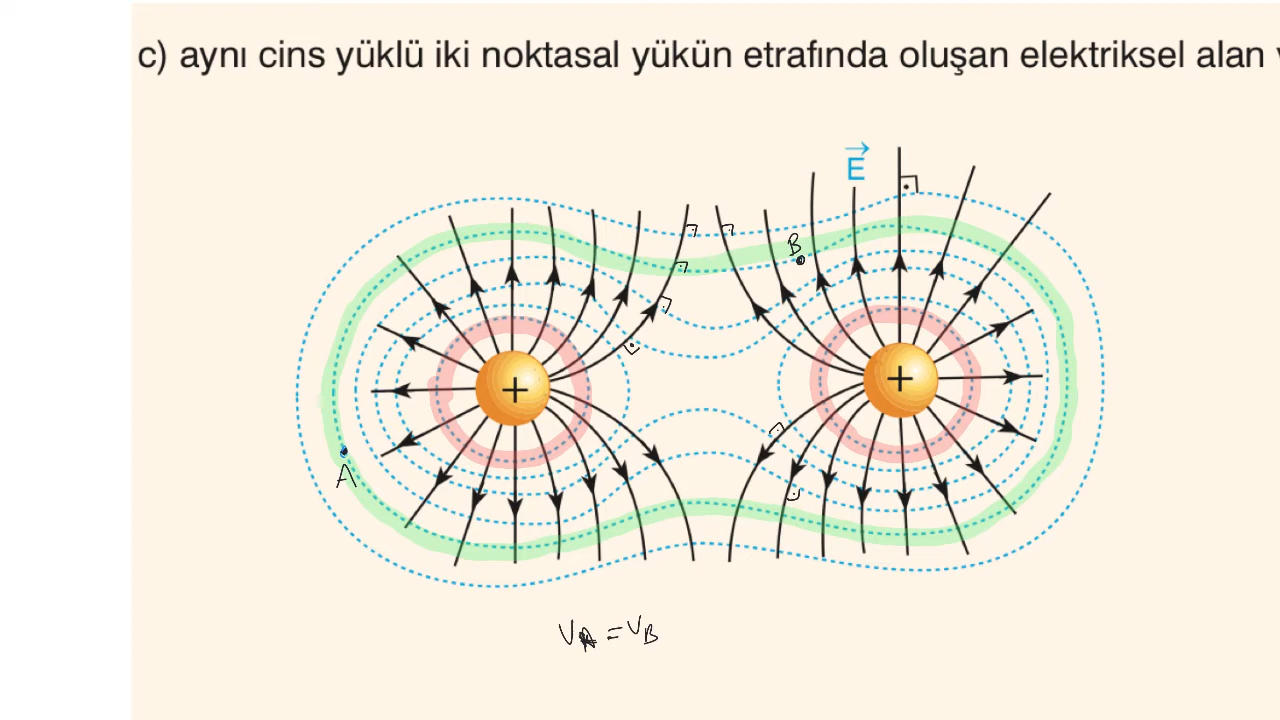 c) aynı cins yüklü iki noktasal yükün etrafında oluşan elektriksel alan
E
B
+
+
A
VA = VB